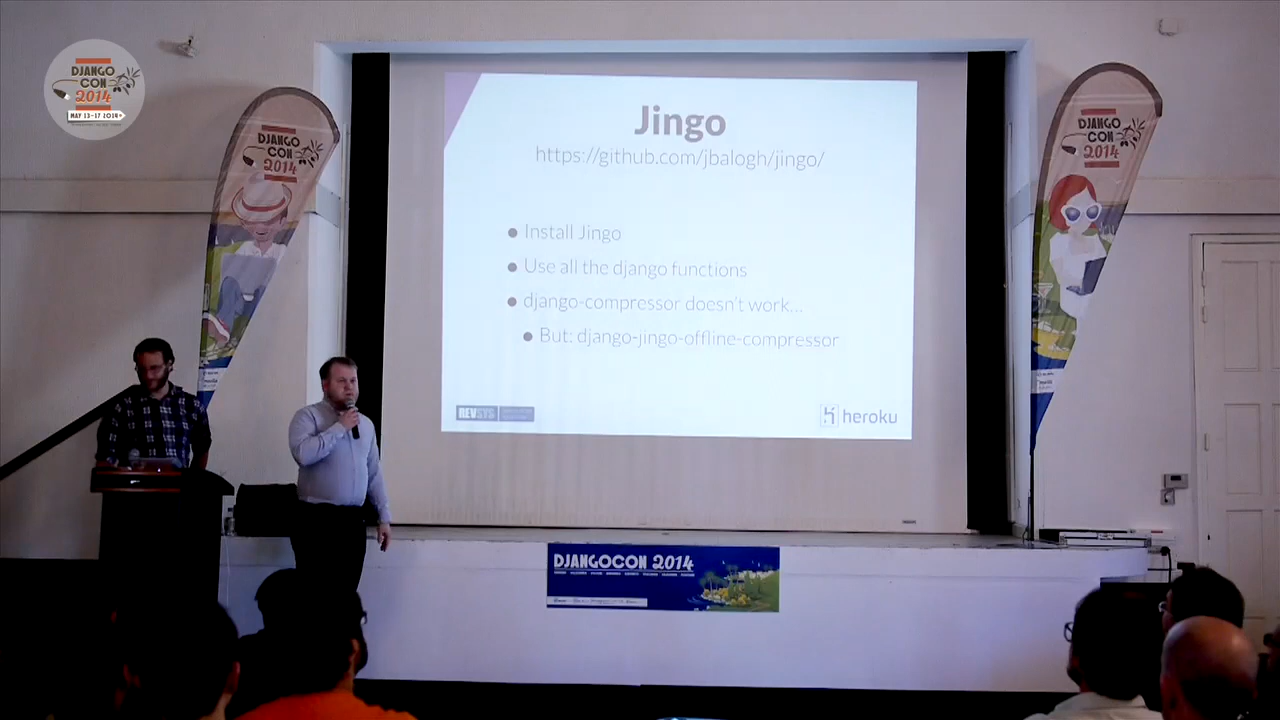 DJANGO
CON
2014
MAY 13-17 2014
DJANGO
CON
2014
Jingo
https://github.com/jbalogh/jingo/
● Install Jingo
● Use all the django functions
● django-compressor doesn't work...
● But: django-jingo-offline-compressor
REVSYS
heroku
DJANGO
CON
2014
DJANGOCON 2014